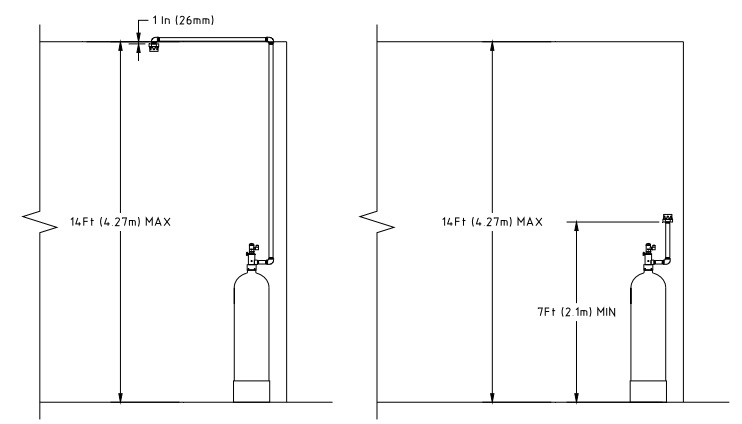 1 In (26mm)
14Ft (4.27m) MAX
14Ft (4.27m) MAX
7Ft (2.1m) MIN